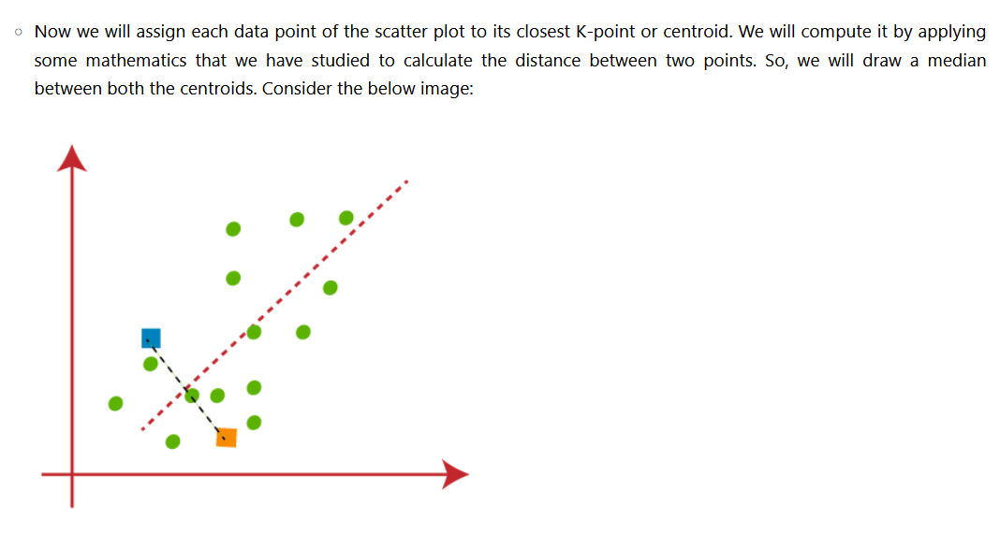 Now we will assign each data point of the scatter plot to its closest K-point or centroid. We will compute it by applying
some mathematics that we have studied to calculate the distance between two points. So, we will draw a median
between both the centroids. Consider the below image: